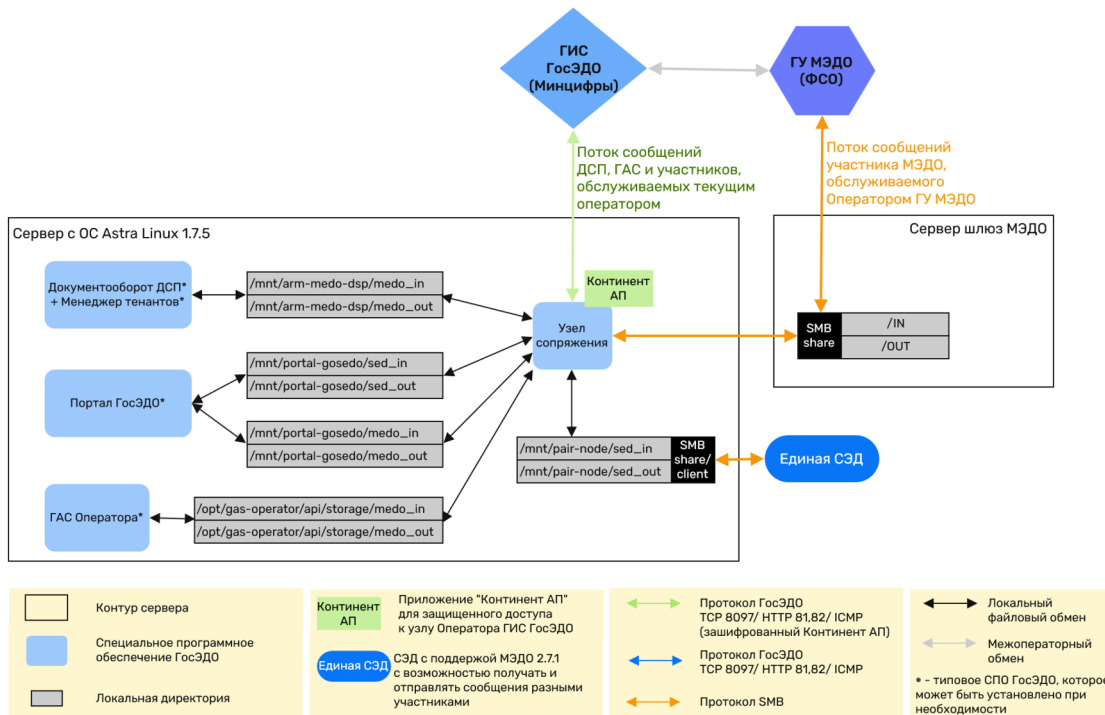 ГИС
ГосЭДО
(Минцифры)
ГУ МЭДО
(ФСО)
Поток сообщений
ДСП, ГАС и участников,
обслуживаемых текущим
оператором
Поток сообщений
участника МЭДО,
обслуживаемого
Оператором ГУ МЭДО
Сервер с ОС Astra Linux 1.7.5
Сервер шлюз МЭДО
Документооборот ДСП*
+ Менеджер тенантов*
/mnt/arm-medo-dsp/medo_in
/mnt/arm-medo-dsp/medo_out
Континент
АП
Узел
сопряжения
SMB
share
/IN
/OUT
Портал ГосЭДО*
/mnt/portal-gosedo/sed_in
/mnt/portal-gosedo/sed_out
/mnt/portal-gosedo/medo_in
/mnt/portal-gosedo/medo_out
/mnt/pair-node/sed_in
/mnt/pair-node/sed_out
SMB
share/
client
Единая СЭД
ГАС Оператора*
/opt/gas-operator/api/storage/medo_in
/opt/gas-operator/api/storage/medo_out
Контур сервера
Специальное программное
обеспечение ГосЭДО
Локальная директория
Континент
АП
Приложение "Континент АП"
для защищенного доступа
к узлу Оператора ГИС ГосЭДО
Единая СЭД
СЭД с поддержкой МЭДО 2.7.1
с возможностью получать и
отправлять сообщения разными
участниками
Протокол ГосЭДО
TCP 8097/ HTTP 81,82/ ICMP
(зашифрованный Континент АП)
Протокол ГосЭДО
TCP 8097/ HTTP 81,82/ ICMP
Протокол SMB
Локальный
файловый обмен
Межоператорный
обмен
* - типовое СПО ГосЭДО, которое
может быть установлено при
необходимости